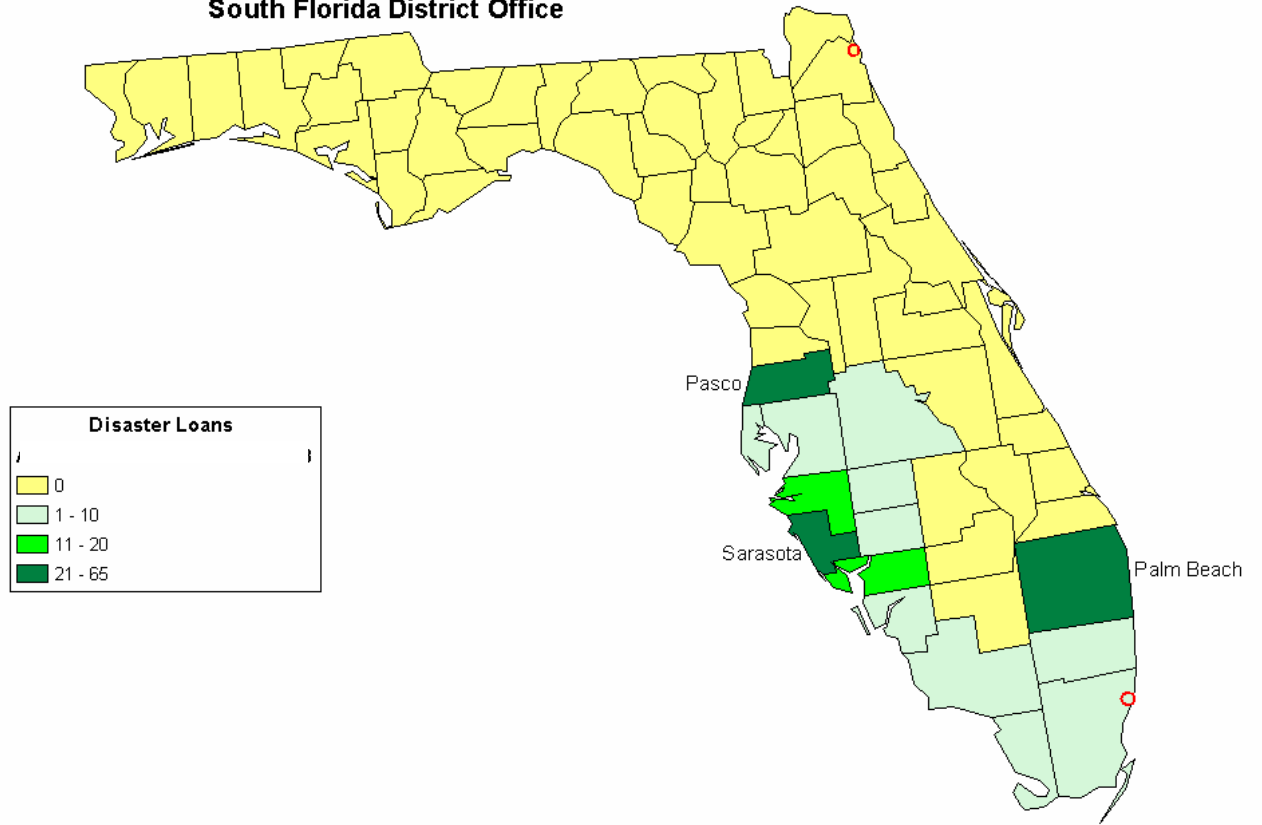 South Florida District Office
Pasco
Disaster Loans
0
1 - 10
11 - 20
21 - 65
Sarasota
Palm Beach